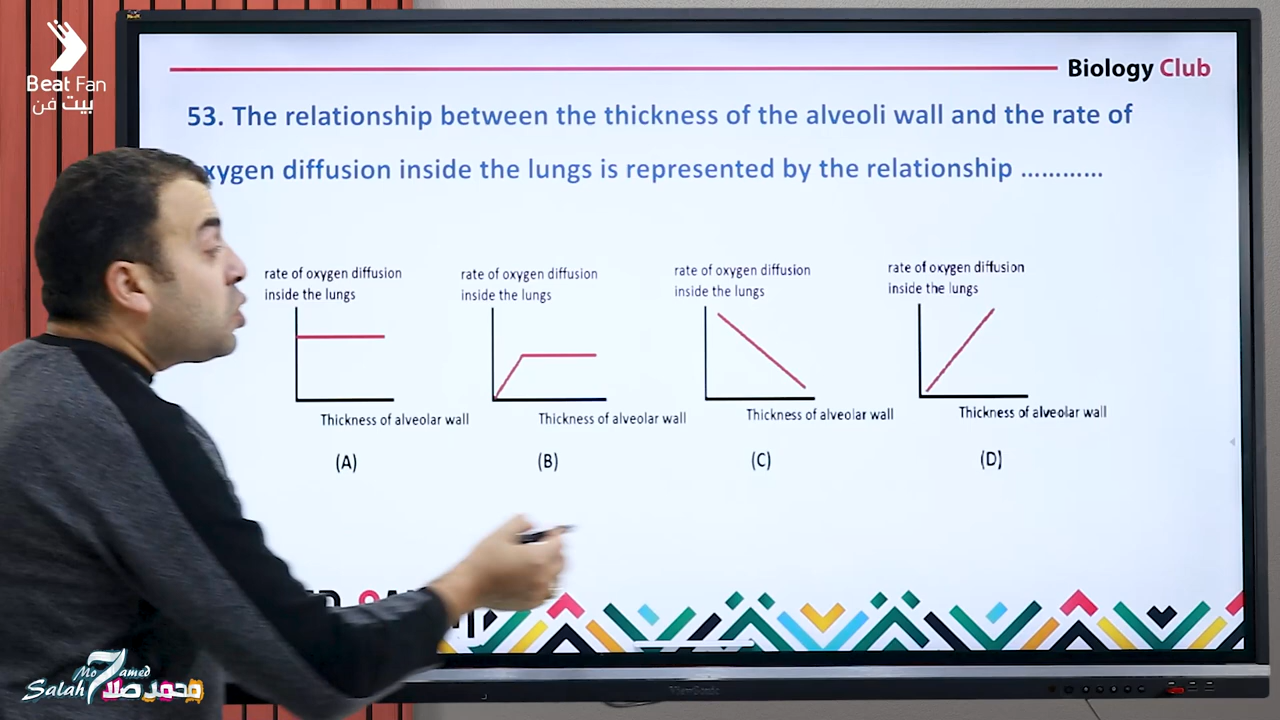 Beat Fan
بيت فن
Biology Club
53. The relationship between the thickness of the alveoli wall and the rate of
xygen diffusion inside the lungs is represented by the relationship ............
rate of oxygen diffusion
inside the lungs
Thickness of alveolar wall
(A)
rate of oxygen diffusion
inside the lungs
Thickness of alveolar wall
(B)
rate of oxygen diffusion
inside the lungs
Thickness of alveolar wall
(C)
rate of oxygen diffusion
inside the lungs
Thickness of alveolar wall
(D)
Mo7amed
Salah
محمد صلاح
ViewSonic